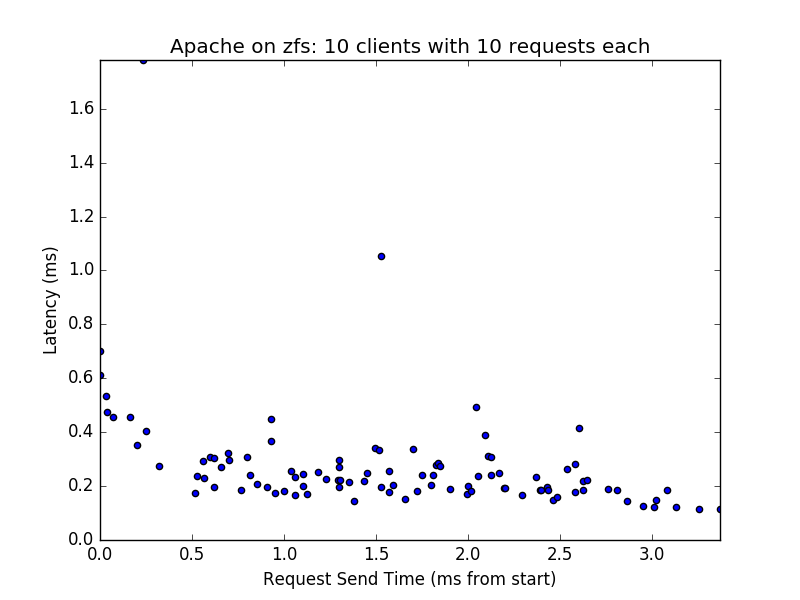 Apache on zfs: 10 clients with 10 requests each
1.6
1.4
1.2
1.0
0.8
0.6
0.4
0.2
0.0
Latency (ms)
0.0 0.5 1.0 1.5 2.0 2.5 3.0
Request Send Time (ms from start)